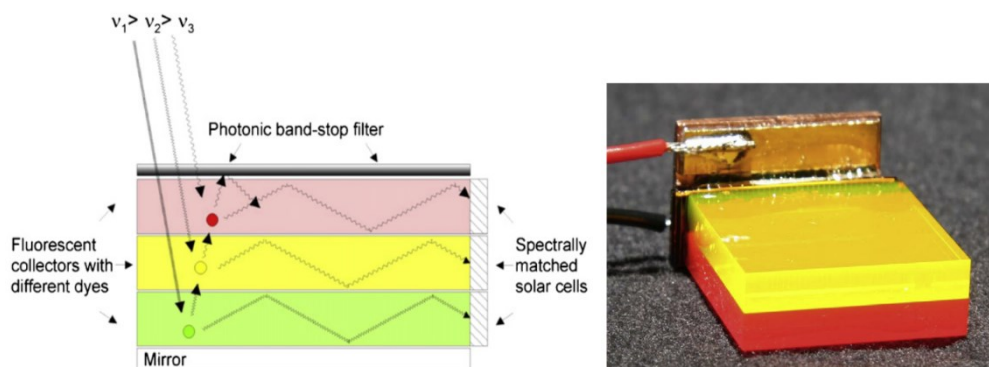 ν₁> ν₂> ν₃
Photonic band-stop filter
Fluorescent
collectors with
different dyes
Spectrally
matched
solar cells
Mirror